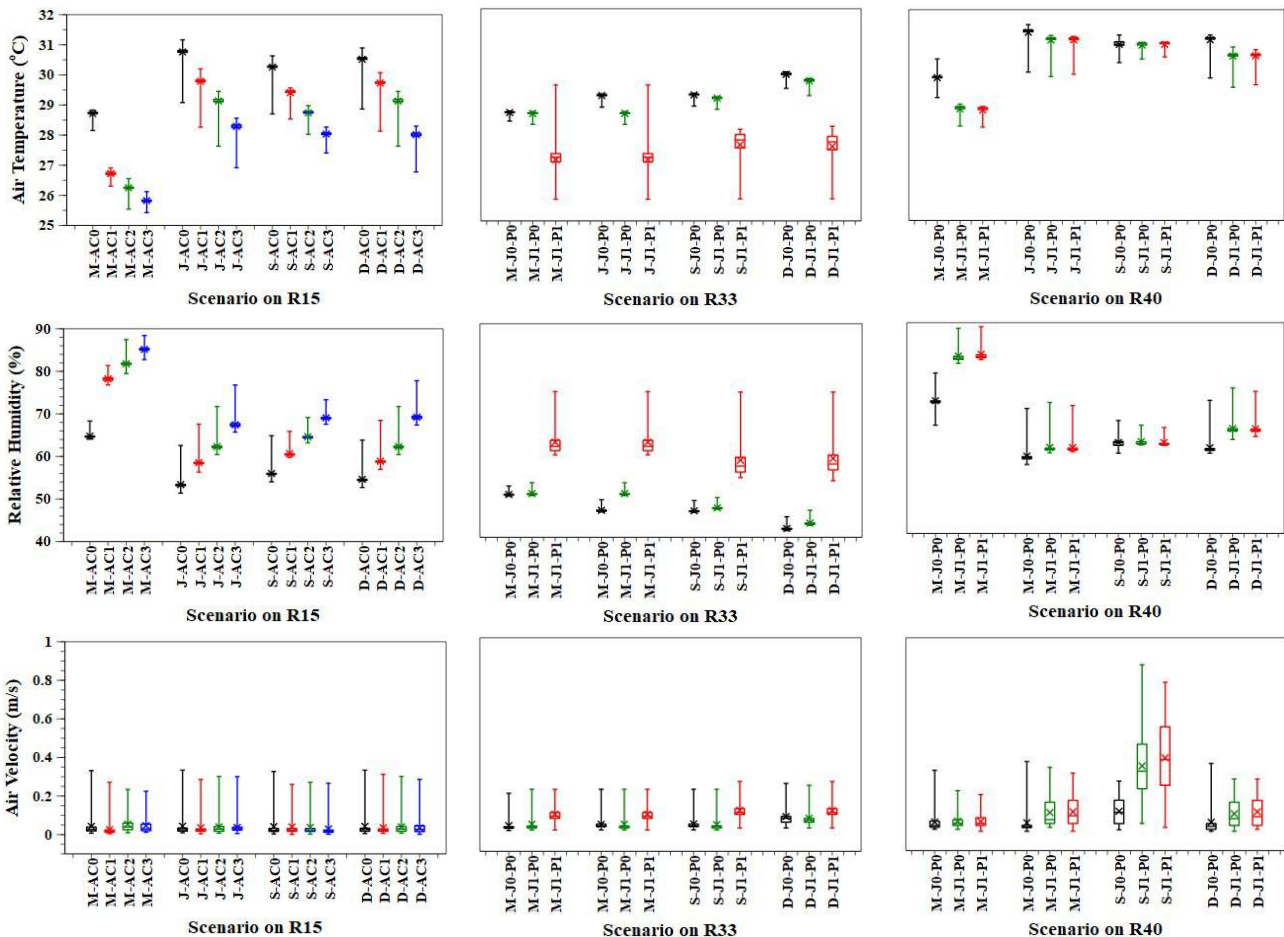 Air Temperature (°C)
32
31
30
29
28
27
26
25
M-AC0
M-AC1
M-AC2
M-AC3
J-AC0
J-AC1
J-AC2
J-AC3
S-AC0
S-AC1
S-AC2
S-AC3
D-AC0
D-AC1
D-AC2
D-AC3
Scenario on R15
M-J0-P0
M-J1-P0
M-J1-P1
J-J0-P0
J-J1-P0
J-J1-P1
S-J0-P0
S-J1-P0
S-J1-P1
D-J0-P0
D-J1-P0
D-J1-P1
Scenario on R33
M-J0-P0
M-J1-P0
M-J1-P1
J-J0-P0
J-J1-P0
J-J1-P1
S-J0-P0
S-J1-P0
S-J1-P1
D-J0-P0
D-J1-P0
D-J1-P1
Scenario on R40
Relative Humidity (%)
90
80
70
60
50
40
M-AC0
M-AC1
M-AC2
M-AC3
J-AC0
J-AC1
J-AC2
J-AC3
S-AC0
S-AC1
S-AC2
S-AC3
D-AC0
D-AC1
D-AC2
D-AC3
Scenario on R15
M-J0-P0
M-J1-P0
M-J1-P1
M-J0-P0
M-J1-P0
M-J1-P1
S-J0-P0
S-J1-P0
S-J1-P1
D-J0-P0
D-J1-P0
D-J1-P1
Scenario on R33
M-J0-P0
M-J1-P0
M-J1-P1
M-J0-P0
M-J1-P0
M-J1-P1
S-J0-P0
S-J1-P0
S-J1-P1
D-J0-P0
D-J1-P0
D-J1-P1
Scenario on R40
Air Velocity (m/s)
1
0.8
0.6
0.4
0.2
0
M-AC0
M-AC1
M-AC2
M-AC3
J-AC0
J-AC1
J-AC2
J-AC3
S-AC0
S-AC1
S-AC2
S-AC3
D-AC0
D-AC1
D-AC2
D-AC3
Scenario on R15
M-J0-P0
M-J1-P0
M-J1-P1
M-J0-P0
M-J1-P0
M-J1-P1
S-J0-P0
S-J1-P0
S-J1-P1
D-J0-P0
D-J1-P0
D-J1-P1
Scenario on R33
M-J0-P0
M-J1-P0
M-J1-P1
M-J0-P0
M-J1-P0
M-J1-P1
S-J0-P0
S-J1-P0
S-J1-P1
D-J0-P0
D-J1-P0
D-J1-P1
Scenario on R40